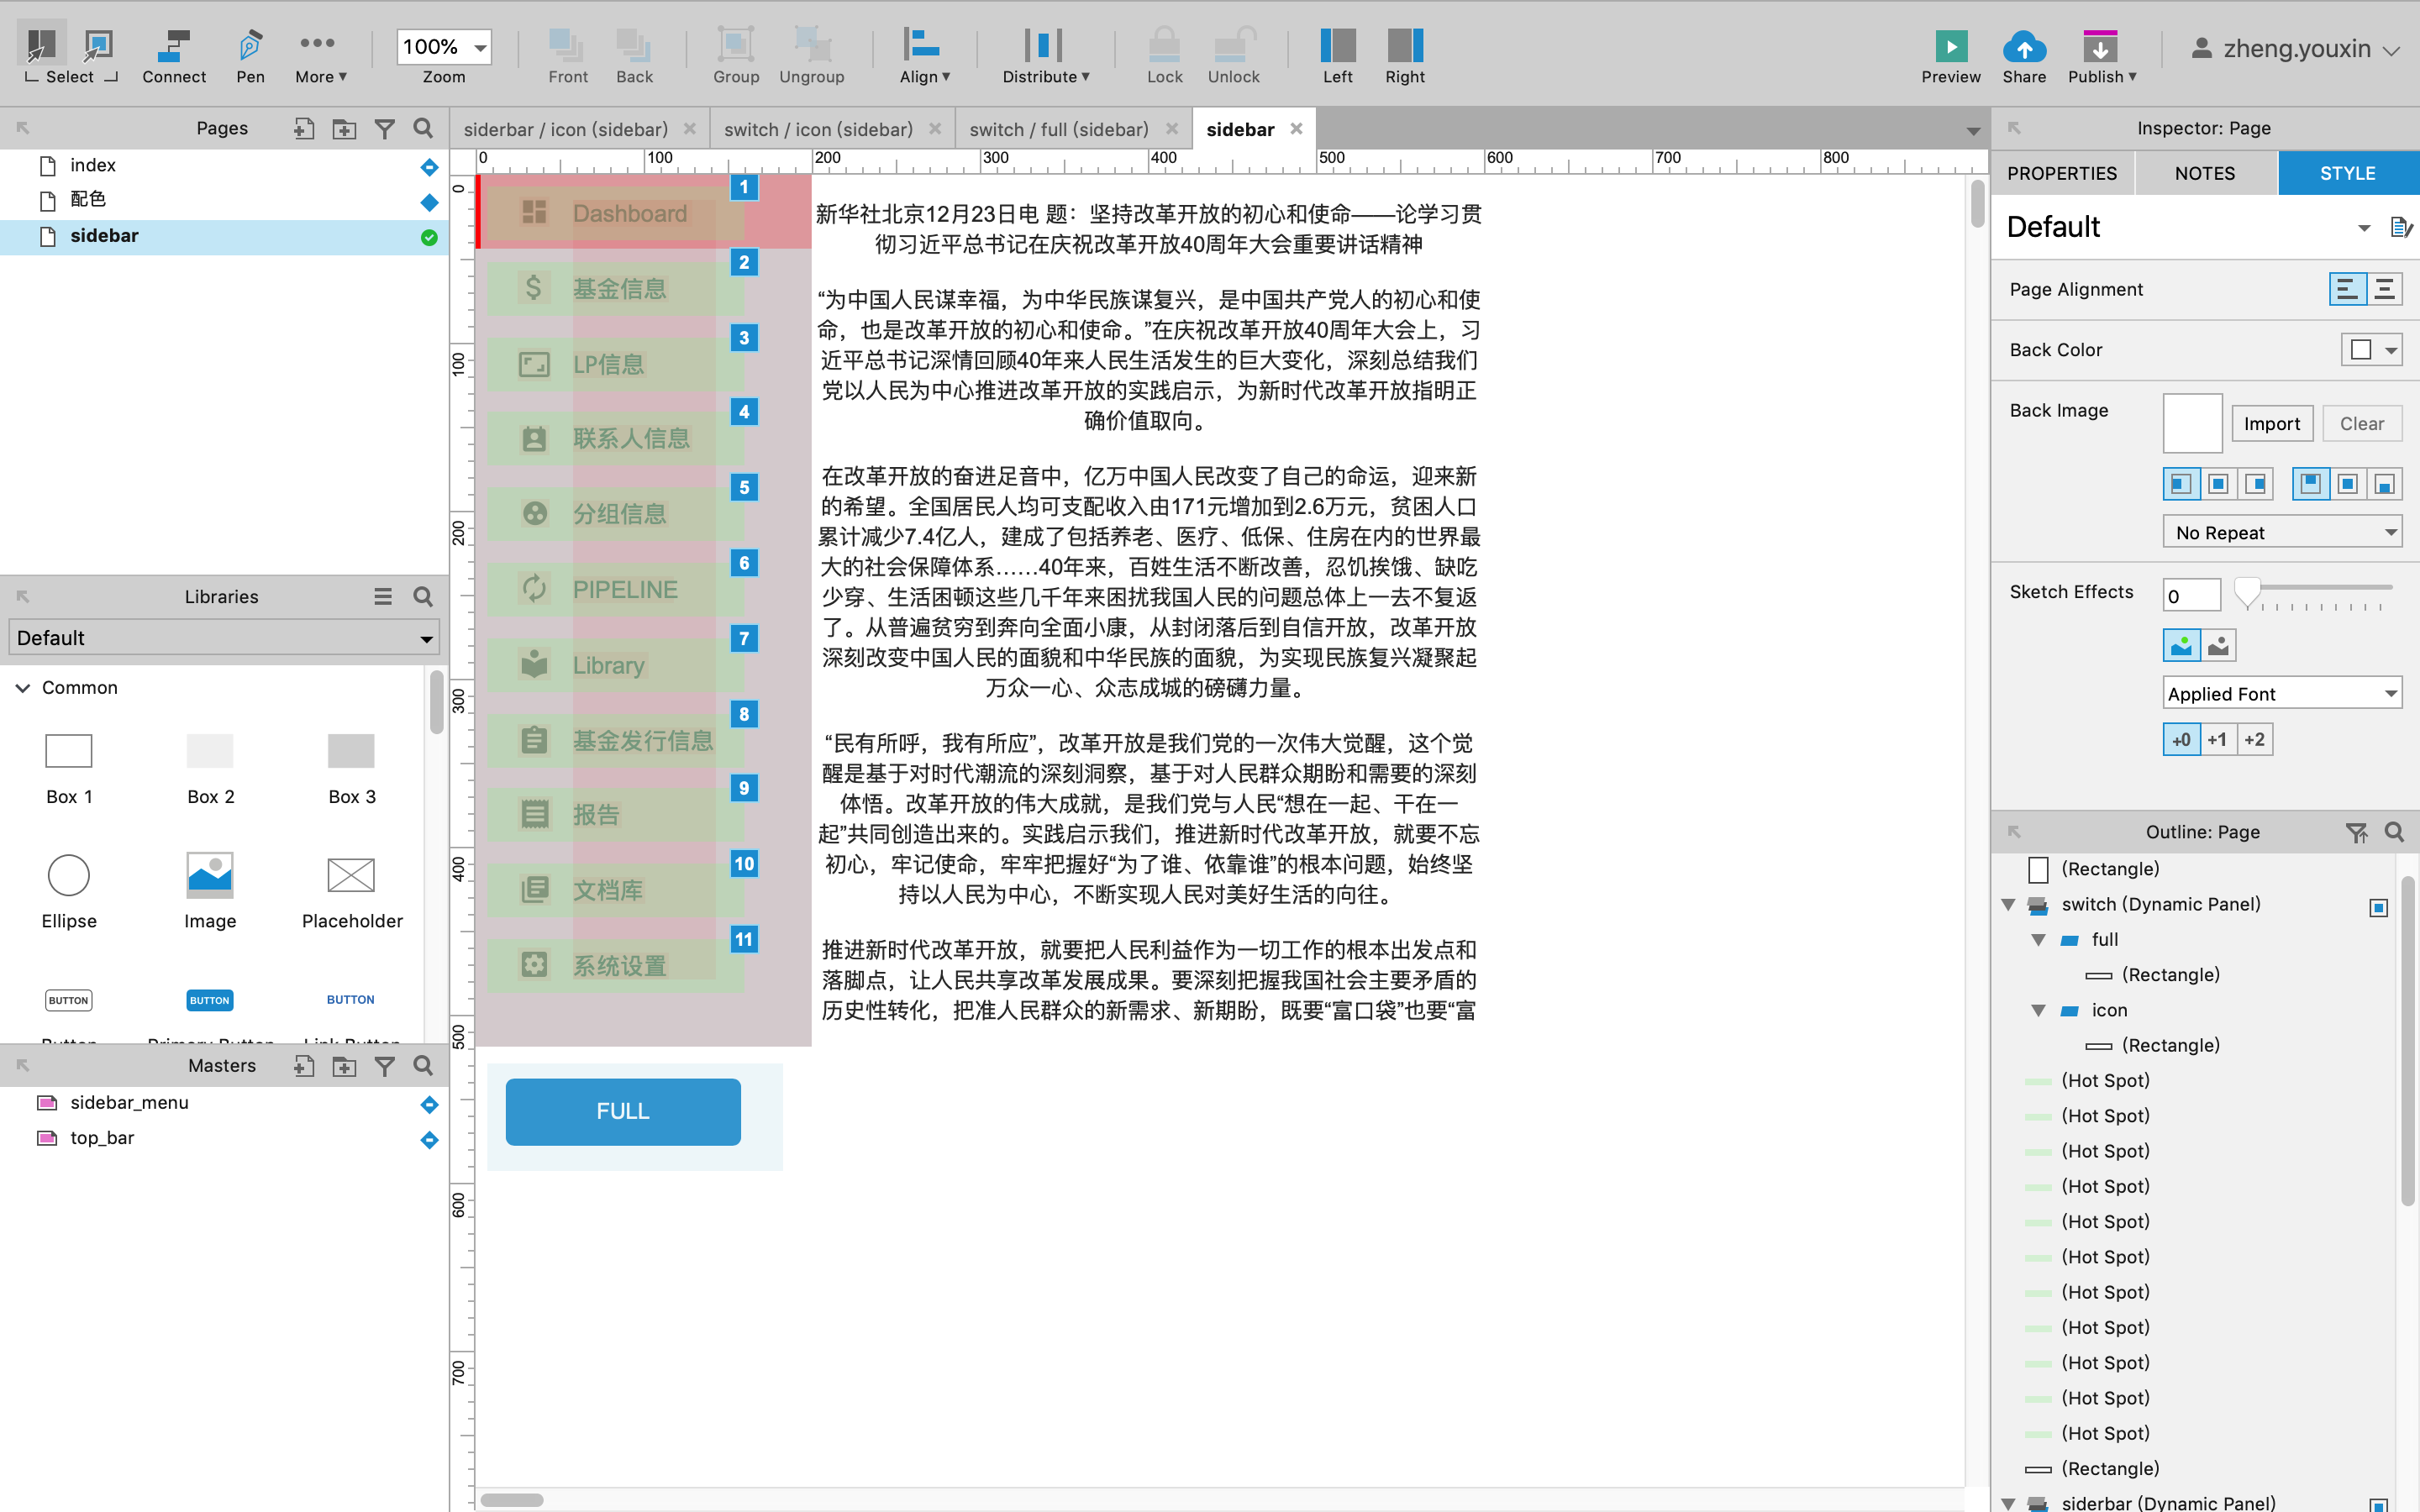 Select
Connect
Pen
More ▾
100%
Zoom
Front
Back
Group
Ungroup
Align ▾
Distribute ▾
Lock
Unlock
Left
Right
Preview
Share
Publish ▾
zheng.youxin
Pages
index
配色
sidebar
Libraries
Default
Common
Box 1
Box 2
Box 3
Ellipse
Image
Placeholder
BUTTON
BUTTON
BUTTON
Button
Primary Button
Link Button
Masters
sidebar_menu
top_bar
siderbar / icon (sidebar)
switch / icon (sidebar)
switch / full (sidebar)
sidebar
0
100
200
300
400
500
600
700
800
0
100
200
300
400
500
600
700
Dashboard
1
基金信息
2
LP信息
3
联系人信息
4
分组信息
5
PIPELINE
6
Library
7
基金发行信息
8
报告
9
文档库
10
系统设置
11
FULL
新华社北京12月23日电 题：坚持改革开放的初心和使命——论学习贯
彻习近平总书记在庆祝改革开放40周年大会重要讲话精神
“为中国人民谋幸福，为中华民族谋复兴，是中国共产党人的初心和使
命，也是改革开放的初心和使命。”在庆祝改革开放40周年大会上，习
近平总书记深情回顾40年来人民生活发生的巨大变化，深刻总结我们
党以人民为中心推进改革开放的实践启示，为新时代改革开放指明正
确价值取向。
在改革开放的奋进足音中，亿万中国人民改变了自己的命运，迎来新
的希望。全国居民人均可支配收入由171元增加到2.6万元，贫困人口
累计减少7.4亿人，建成了包括养老、医疗、低保、住房在内的世界最
大的社会保障体系……40年来，百姓生活不断改善，忍饥挨饿、缺吃
少穿、生活困顿这些几千年来困扰我国人民的问题总体上一去不复返
了。从普遍贫穷到奔向全面小康，从封闭落后到自信开放，改革开放
深刻改变中国人民的面貌和中华民族的面貌，为实现民族复兴凝聚起
万众一心、众志成城的磅礴力量。
“民有所呼，我有所应”，改革开放是我们党的一次伟大觉醒，这个觉
醒是基于对时代潮流的深刻洞察，基于对人民群众期盼和需要的深刻
体悟。改革开放的伟大成就，是我们党与人民“想在一起、干在一
起”共同创造出来的。实践启示我们，推进新时代改革开放，就要不忘
初心，牢记使命，牢牢把握好“为了谁、依靠谁”的根本问题，始终坚
持以人民为中心，不断实现人民对美好生活的向往。
推进新时代改革开放，就要把人民利益作为一切工作的根本出发点和
落脚点，让人民共享改革发展成果。要深刻把握我国社会主要矛盾的
历史性转化，把准人民群众的新需求、新期盼，既要“富口袋”也要“富
Inspector: Page
PROPERTIES
NOTES
STYLE
Default
Page Alignment
Back Color
Back Image
Import
Clear
No Repeat
Sketch Effects
0
Applied Font
+0
+1
+2
Outline: Page
(Rectangle)
switch (Dynamic Panel)
full
(Rectangle)
icon
(Rectangle)
(Hot Spot)
(Hot Spot)
(Hot Spot)
(Hot Spot)
(Hot Spot)
(Hot Spot)
(Hot Spot)
(Hot Spot)
(Hot Spot)
(Hot Spot)
(Hot Spot)
(Rectangle)
siderbar (Dynamic Panel)